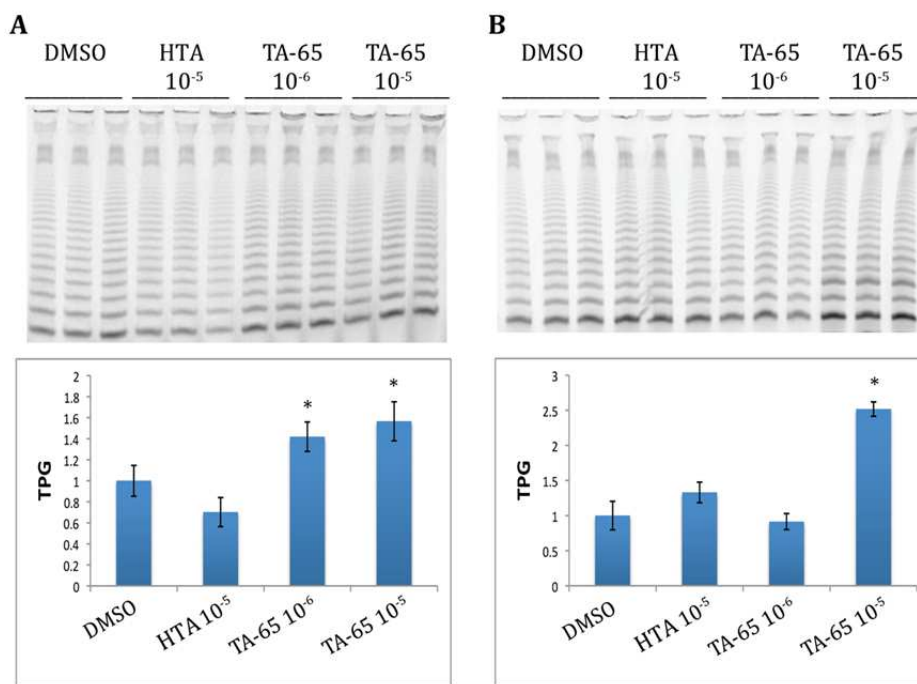 A
DMSO HTA 10⁻⁵ TA-65 10⁻⁶ TA-65 10⁻⁵
TPG
2
1.8
1.6
1.4
1.2
1
0.8
0.6
0.4
0.2
0
* *
DMSO HTA 10⁻⁵ TA-65 10⁻⁶ TA-65 10⁻⁵
B
DMSO HTA 10⁻⁵ TA-65 10⁻⁶ TA-65 10⁻⁵
TPG
3
2.5
2
1.5
1
0.5
0
*
DMSO HTA 10⁻⁵ TA-65 10⁻⁶ TA-65 10⁻⁵